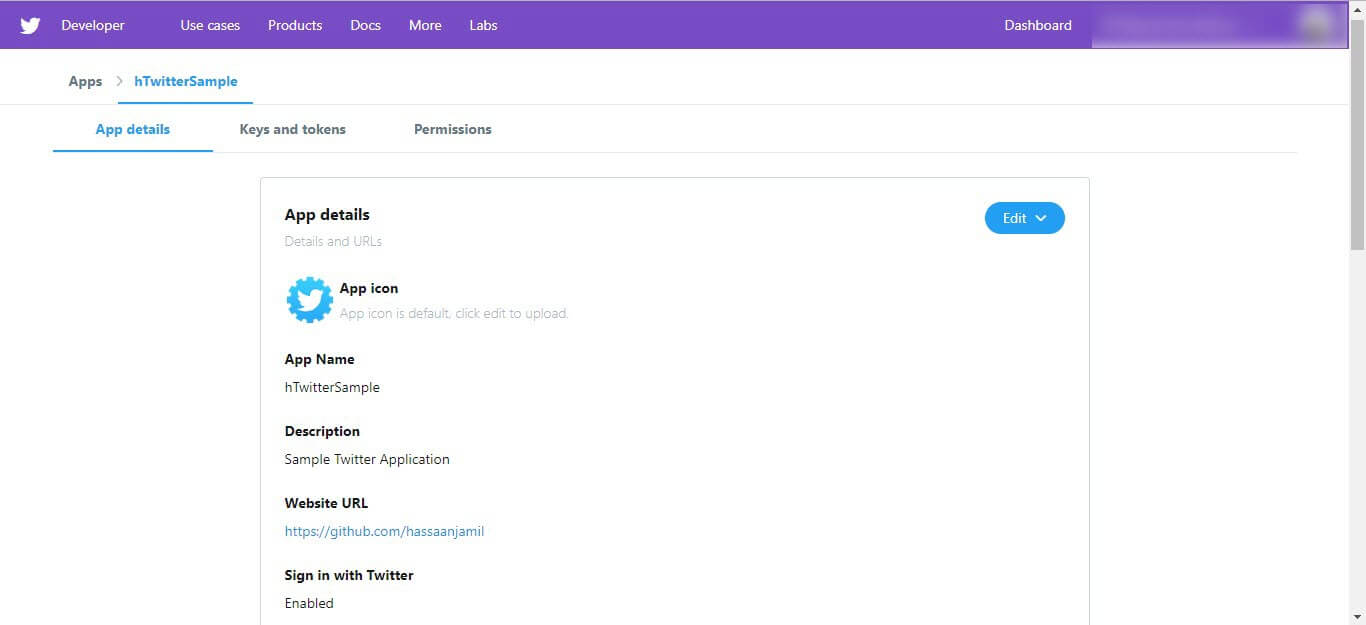 Developer Use cases Products Docs More Labs Dashboard
Apps hTwitterSample
App details Keys and tokens Permissions
App details
Edit
Details and URLs
App icon
App icon is default, click edit to upload.
App Name
hTwitterSample
Description
Sample Twitter Application
Website URL
https://github.com/hassaanjamil
Sign in with Twitter
Enabled